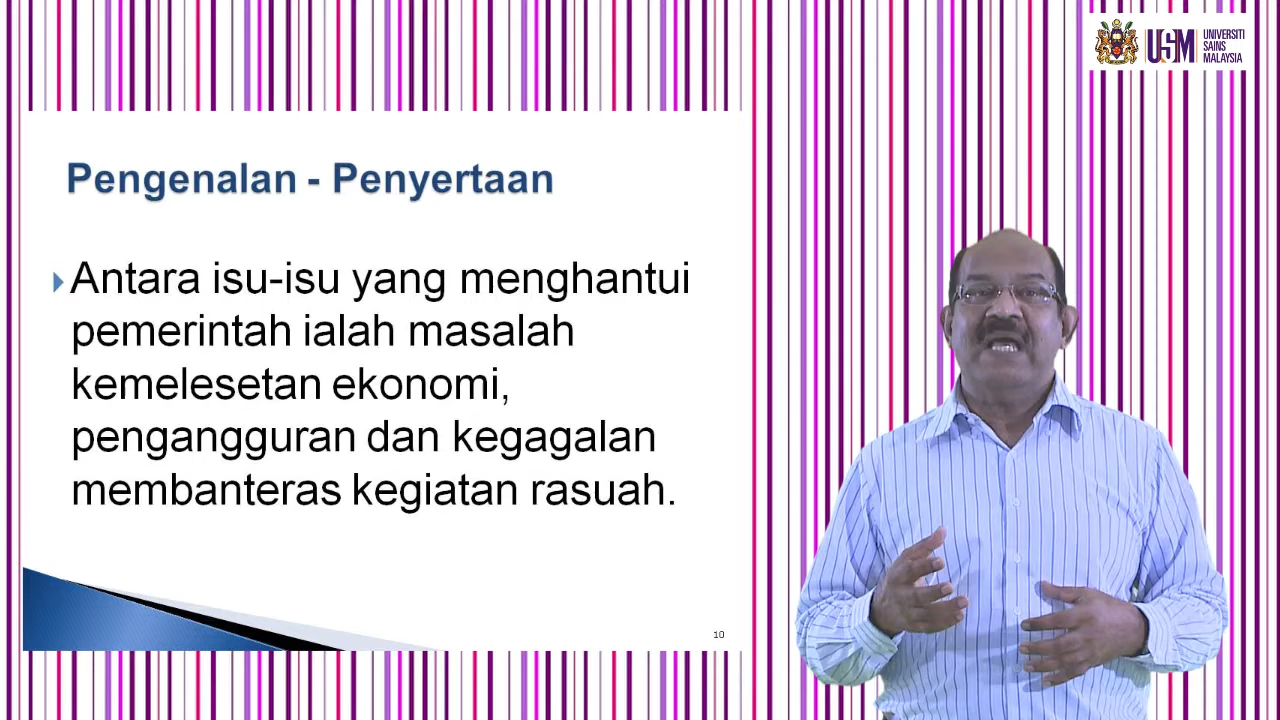 USM
UNIVERSITI
SAINS
MALAYSIA
Pengenalan - Penyertaan
Antara isu-isu yang menghantui
pemerintah ialah masalah
kemelesetan ekonomi,
pengangguran dan kegagalan
membanteras kegiatan rasuah.
10